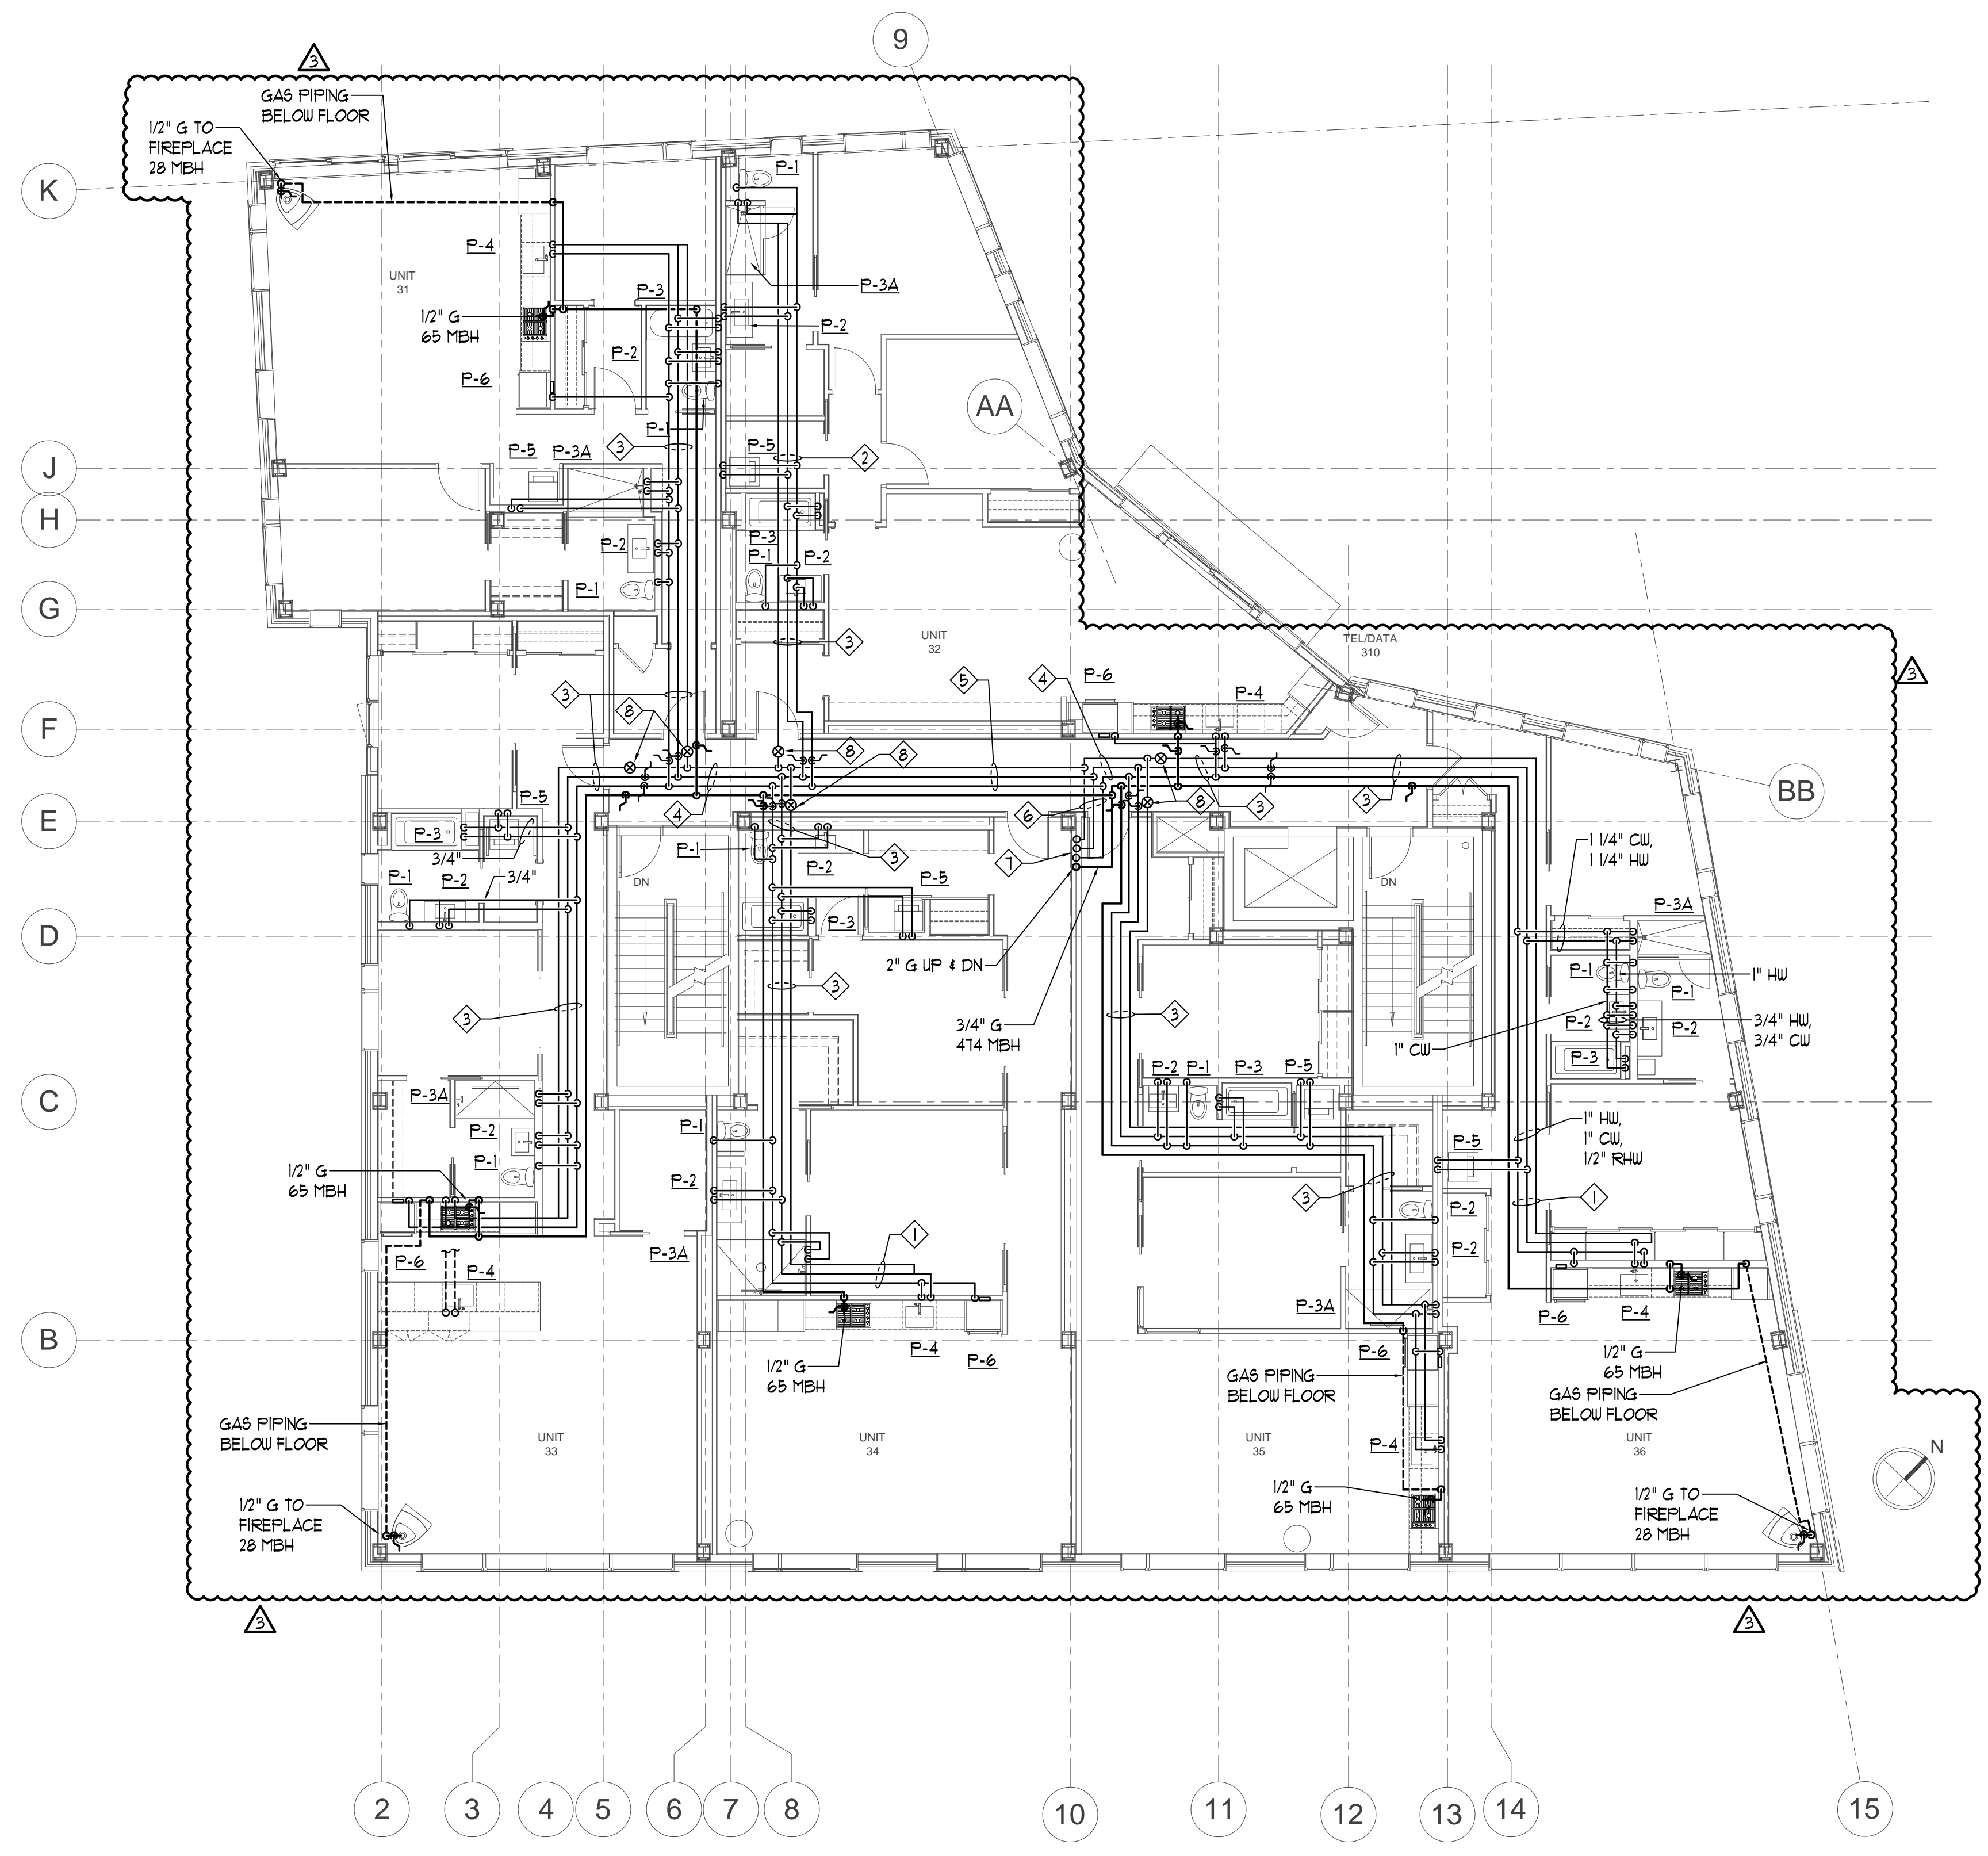 9
3
GAS PIPING
BELOW FLOOR
1/2" G TO
FIREPLACE
28 MBH
K
P-1
P-4
UNIT
31
P-3
P-3A
1/2" G
65 MBH
P-2
P-2
P-6
AA
P-1
3
P-5
2
J
P-5
P-3A
H
P-3
P-2
P-1
P-2
P-1
G
UNIT
32
3
TEL/DATA
310
3
P-6
5
4
P-4
3
8
F
8
8
BB
P-5
4
6
8
3
3
E
P-3
3/4"
P-1
3
7
1 1/4" CW,
1 1/4" HW
P-2
P-1
P-2
3/4"
DN
P-5
DN
P-3A
D
P-3
2" G UP & DN
P-1
1" HW
P-1
3
3
3
3/4" G
474 MBH
P-2
P-2
3/4" HW,
3/4" CW
1" CW
P-3
C
P-3A
P-2
P-1
P-3
P-5
P-2
P-1
P-1
1" HW,
1" CW,
1/2" RHW
P-5
1/2" G
65 MBH
P-2
3
1
P-2
1
P-3A
P-2
P-6
P-4
P-3A
P-6
P-4
B
P-4
P-6
P-6
1/2" G
65 MBH
1/2" G
65 MBH
GAS PIPING
BELOW FLOOR
GAS PIPING
BELOW FLOOR
GAS PIPING
BELOW FLOOR
UNIT
33
UNIT
34
UNIT
35
P-4
UNIT
36
N
1/2" G TO
FIREPLACE
28 MBH
1/2" G
65 MBH
1/2" G TO
FIREPLACE
28 MBH
3
3
2
3
4
5
6
7
8
10
11
12
13
14
15